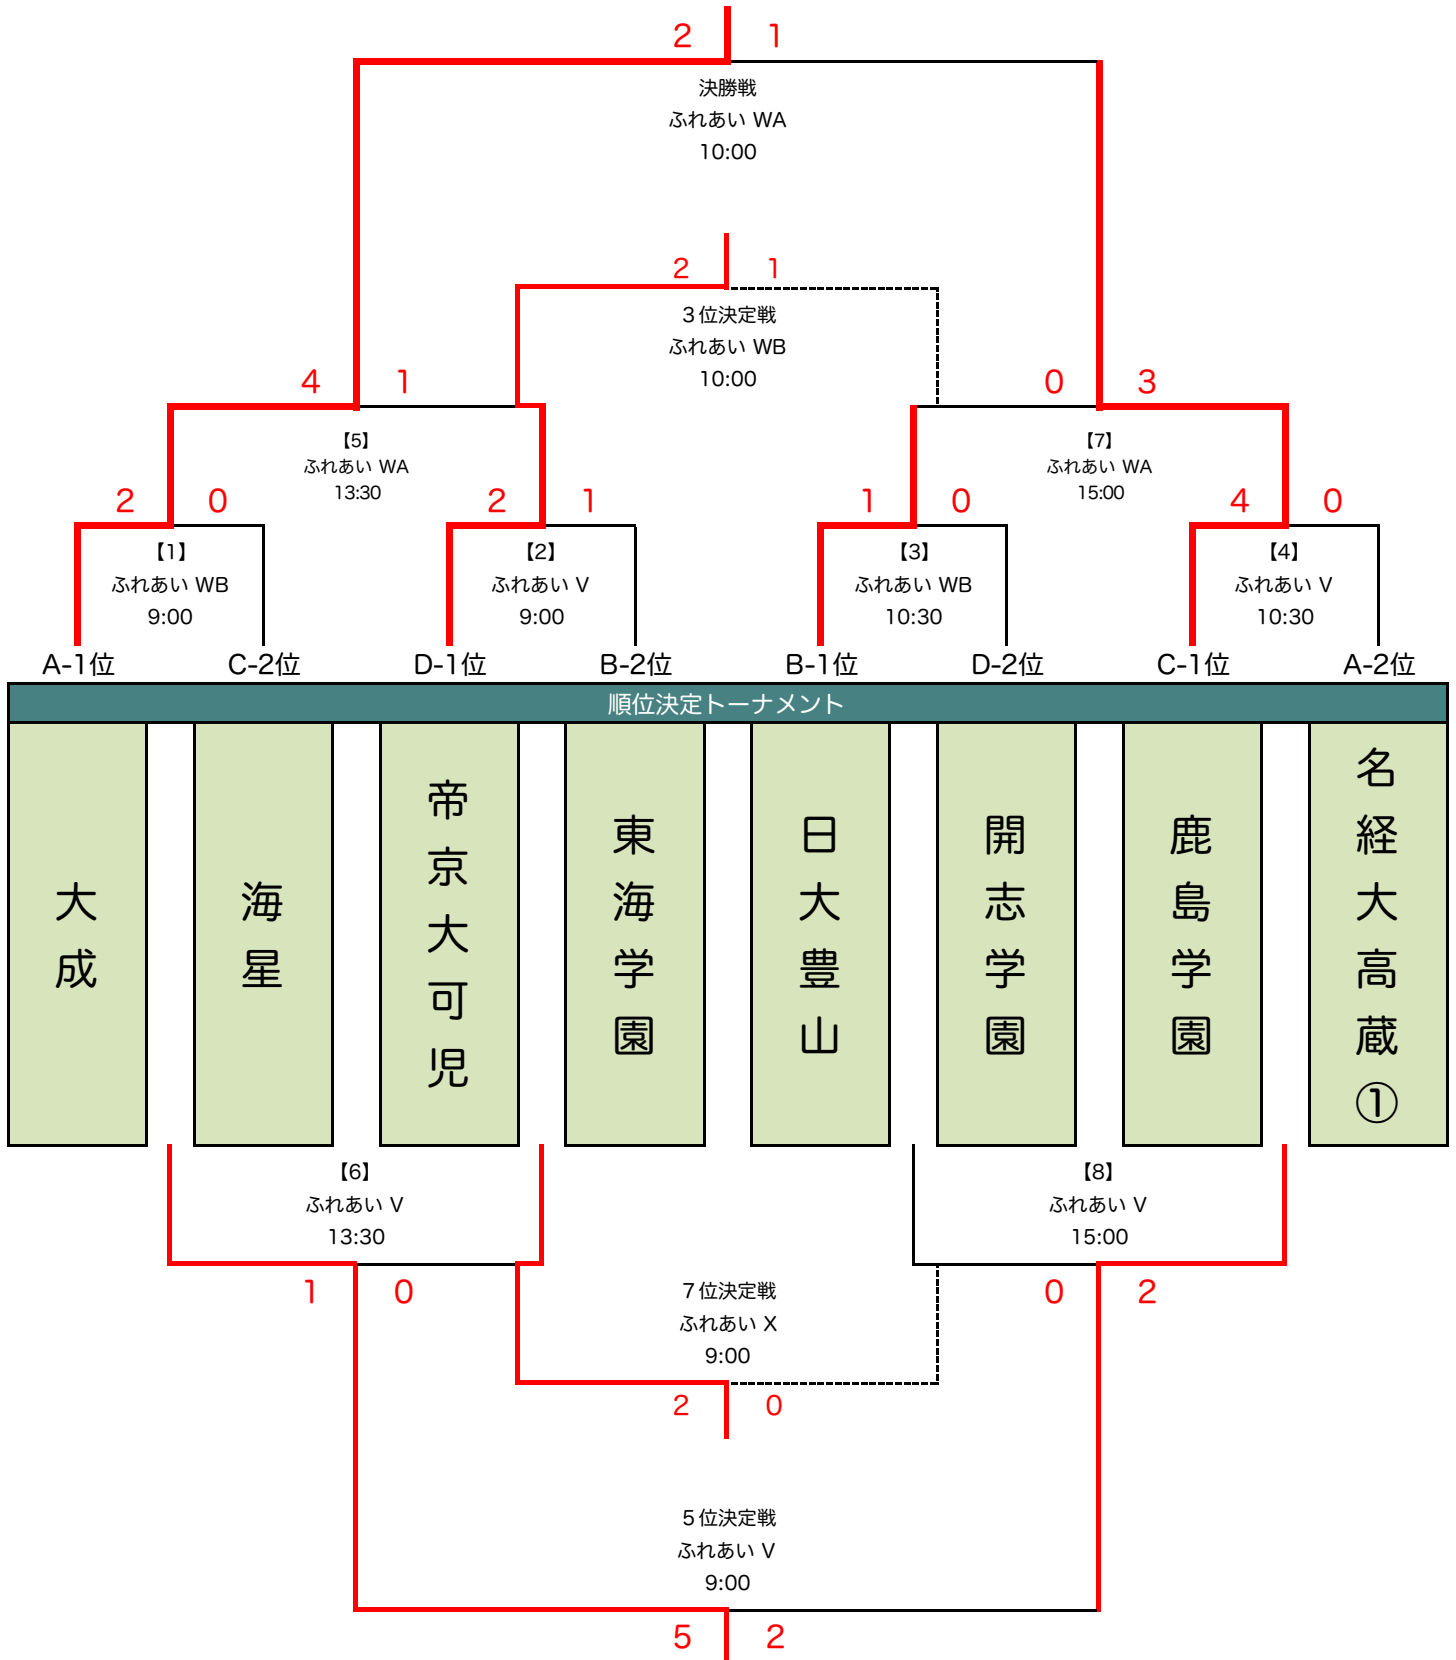 2 1
決勝戦
ふれあい WA
10:00
2 1
３位決定戦
ふれあい WB
10:00
4 1
0 3
【5】
ふれあい WA
13:30
【7】
ふれあい WA
15:00
2 0
2 1
1 0
4 0
【1】
ふれあい WB
9:00
【2】
ふれあい V
9:00
【3】
ふれあい WB
10:30
【4】
ふれあい V
10:30
A-1位 C-2位 D-1位 B-2位 B-1位 D-2位 C-1位 A-2位
順位決定トーナメント
大成
海星
帝京大可児
東海学園
日大豊山
開志学園
鹿島学園
名経大高蔵①
【6】
ふれあい V
13:30
【8】
ふれあい V
15:00
1 0
0 2
７位決定戦
ふれあい X
9:00
2 0
５位決定戦
ふれあい V
9:00
5 2